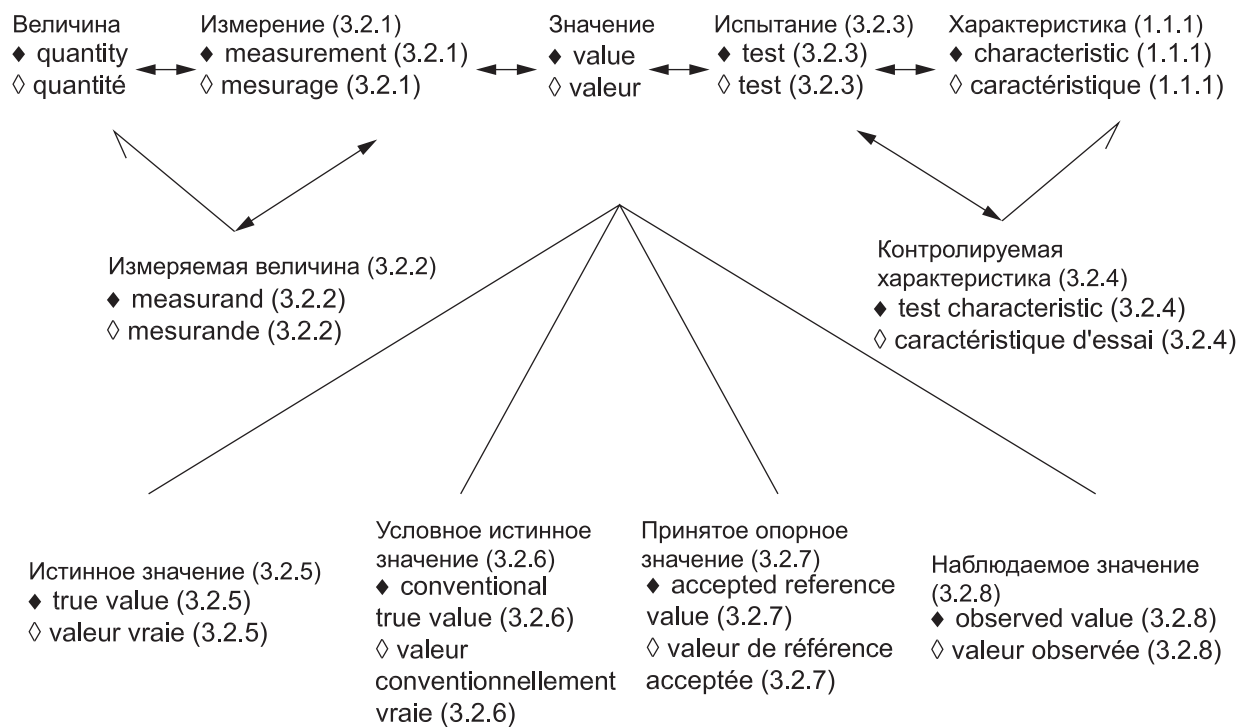 Величина
♦ quantity
◊ quantité
Измерение (3.2.1)
♦ measurement (3.2.1)
◊ mesurage (3.2.1)
Значение
♦ value
◊ valeur
Испытание (3.2.3)
♦ test (3.2.3)
◊ test (3.2.3)
Характеристика (1.1.1)
♦ characteristic (1.1.1)
◊ caractéristique (1.1.1)
Измеряемая величина (3.2.2)
♦ measurand (3.2.2)
◊ mesurande (3.2.2)
Контролируемая
характеристика (3.2.4)
♦ test characteristic (3.2.4)
◊ caractéristique d'essai (3.2.4)
Истинное значение (3.2.5)
♦ true value (3.2.5)
◊ valeur vraie (3.2.5)
Условное истинное
значение (3.2.6)
♦ conventional
true value (3.2.6)
◊ valeur
conventionnellement
vraie (3.2.6)
Принятое опорное
значение (3.2.7)
♦ accepted reference
value (3.2.7)
◊ valeur de référence
acceptée (3.2.7)
Наблюдаемое значение
(3.2.8)
♦ observed value (3.2.8)
◊ valeur observée (3.2.8)